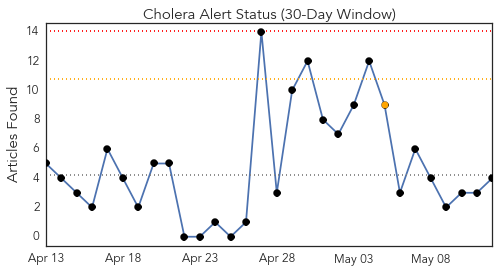 Cholera Alert Status (30-Day Window)
Articles Found
14
12
10
8
6
4
2
0
Apr 13
Apr 18
Apr 23
Apr 28
May 03
May 08